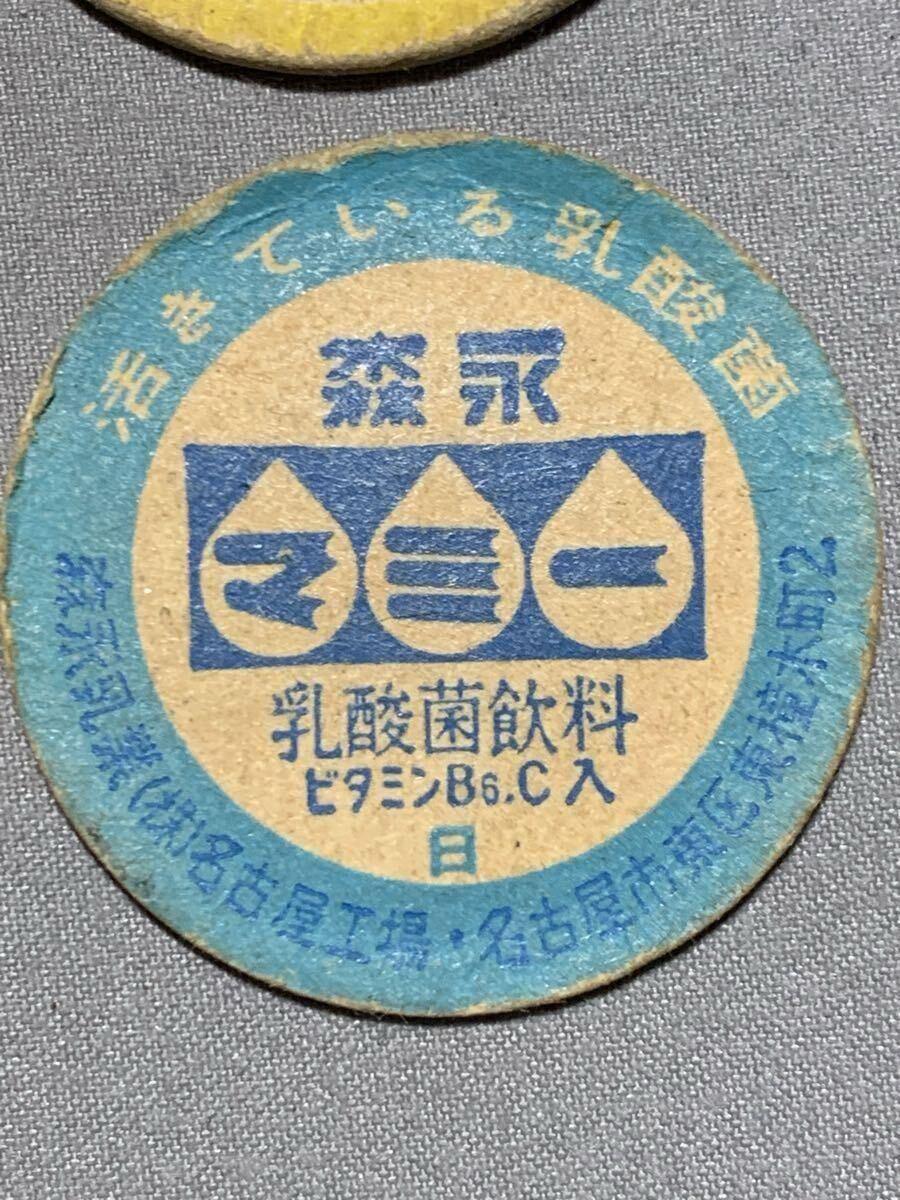 活きている乳酸菌
森永
マミー
乳酸菌飲料
ビタミンB6.C入
日
森永乳業(株)名古屋工場・名古屋市東区東橦木町2